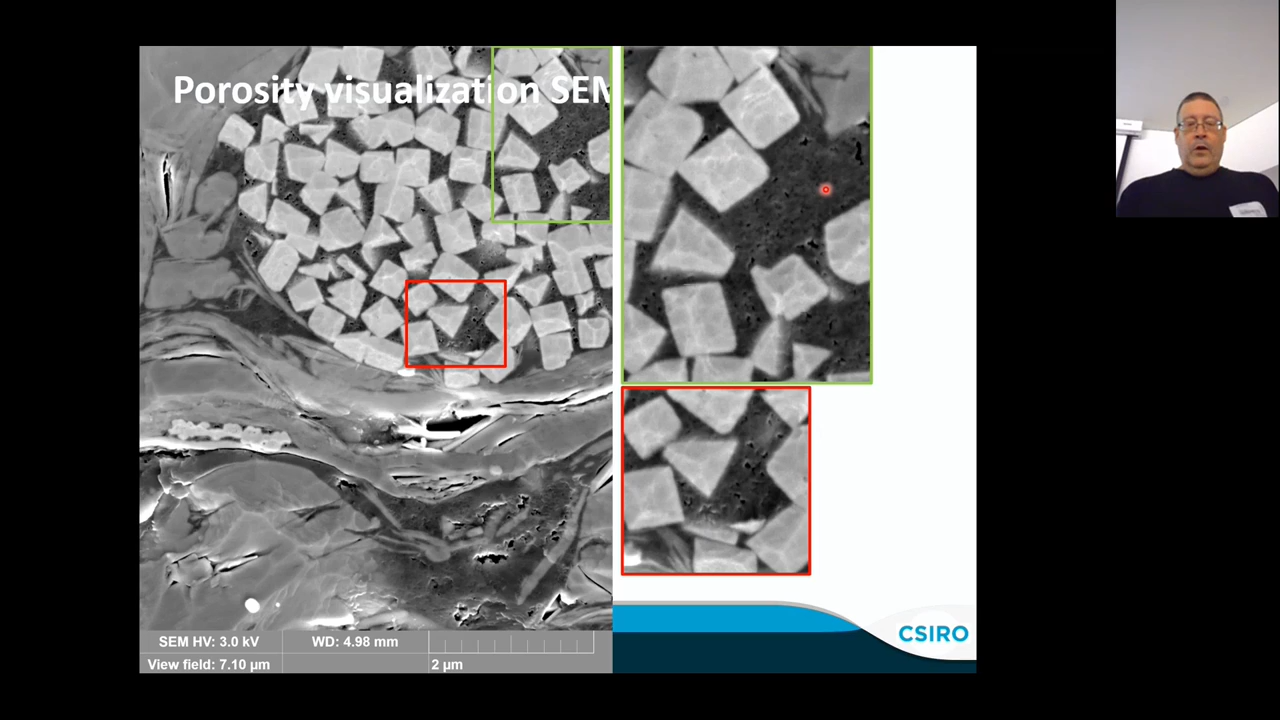 Porosity visualization SEM
SEM HV: 3.0 kV
WD: 4.98 mm
View field: 7.10 µm
2 µm
CSIRO